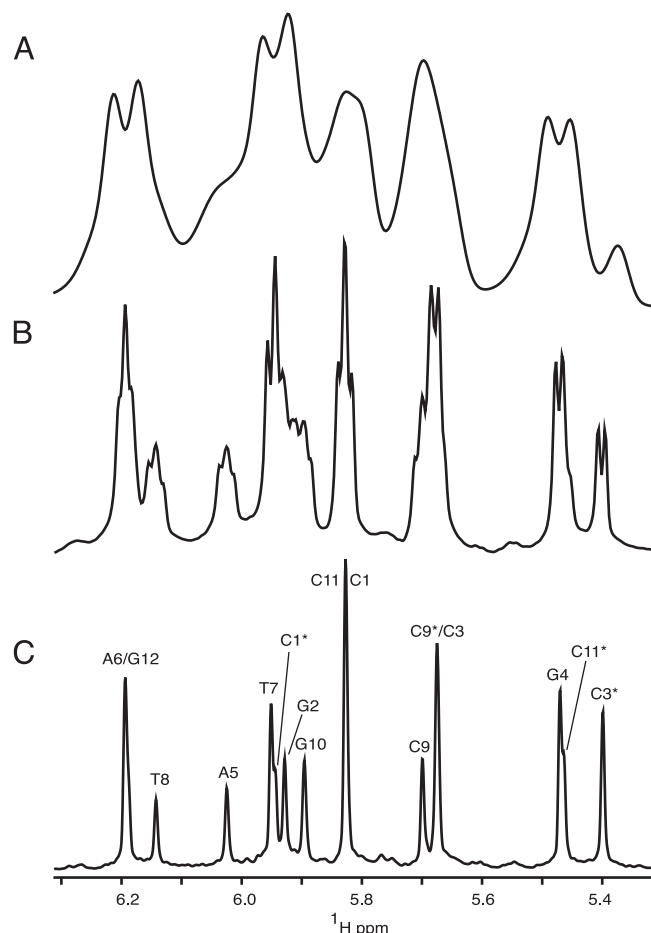 A
B
C
A6/G12
T8
A5
T7
C1*
G2
G10
C11 C1
C9*/C3
C9
G4
C11*
C3*
6.2 6.0 5.8 5.6 5.4
¹H ppm